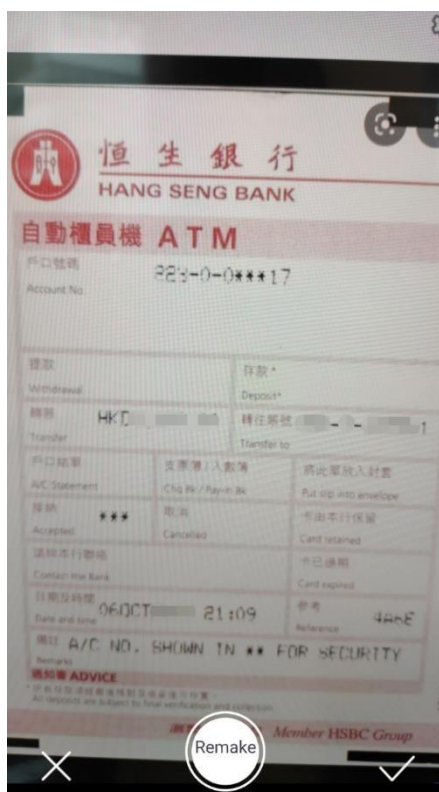 恒生銀行
HANG SENG BANK
自動櫃員機 ATM
戶口號碼
Account No.
223-0-0***17
提款
Withdrawal
存款*
Deposit*
轉賬
Transfer
HKD
轉往賬號
Transfer to
1
戶口結單
A/C Statement
支票簿/入數簿
Chq Bk / Pay-in Bk
將此單放入封套
Put slip into envelope
接納
Accepted
***
取消
Cancelled
卡由本行保留
Card retained
請與本行聯絡
Contact the Bank
卡已過期
Card expired
日期及時間
Date and time
06OCT 21:09
參考
Reference
備註
Remarks
A/C NO. SHOWN IN ** FOR SECURITY
通知書 ADVICE
All deposits are subject to final verification and collection
Member HSBC Group
Remake